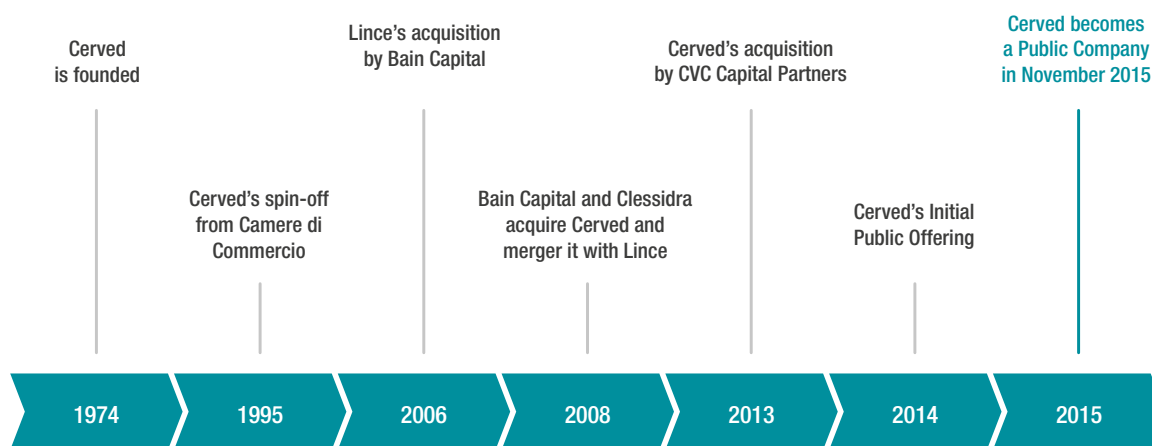 Cerved
is founded
Cerved's spin-off
from Camere di
Commercio
Lince's acquisition
by Bain Capital
Bain Capital and Clessidra
acquire Cerved and
merger it with Lince
Cerved's acquisition
by CVC Capital Partners
Cerved's Initial
Public Offering
Cerved becomes
a Public Company
in November 2015
1974
1995
2006
2008
2013
2014
2015